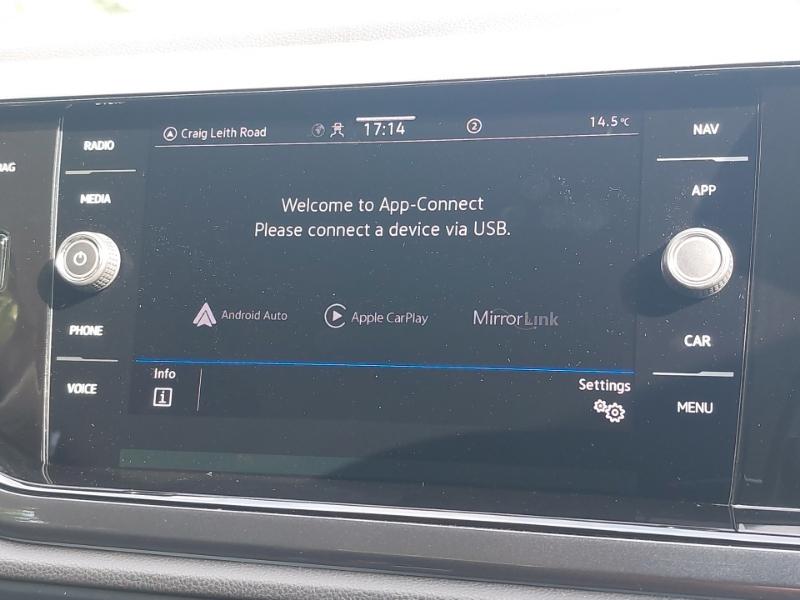 RADIO
MEDIA
PHONE
VOICE
Craig Leith Road
17:14
2
14.5°C
Welcome to App-Connect
Please connect a device via USB.
Android Auto
Apple CarPlay
MirrorLink
Info
i
Settings
NAV
APP
CAR
MENU